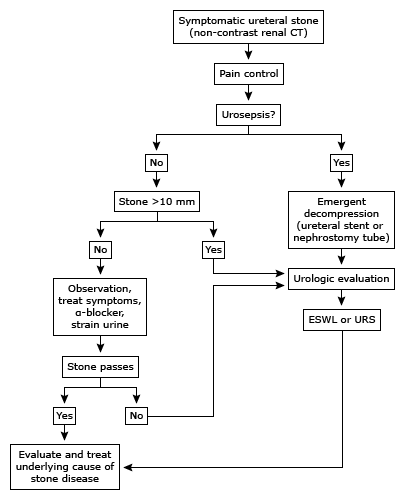 Symptomatic ureteral stone
(non-contrast renal CT)
Pain control
Urosepsis?
No
Yes
Stone >10 mm
Emergent
decompression
(ureteral stent or
nephrostomy tube)
No
Yes
Urologic evaluation
Observation,
treat symptoms,
α-blocker,
strain urine
ESWL or URS
Stone passes
Yes
No
Evaluate and treat
underlying cause of
stone disease